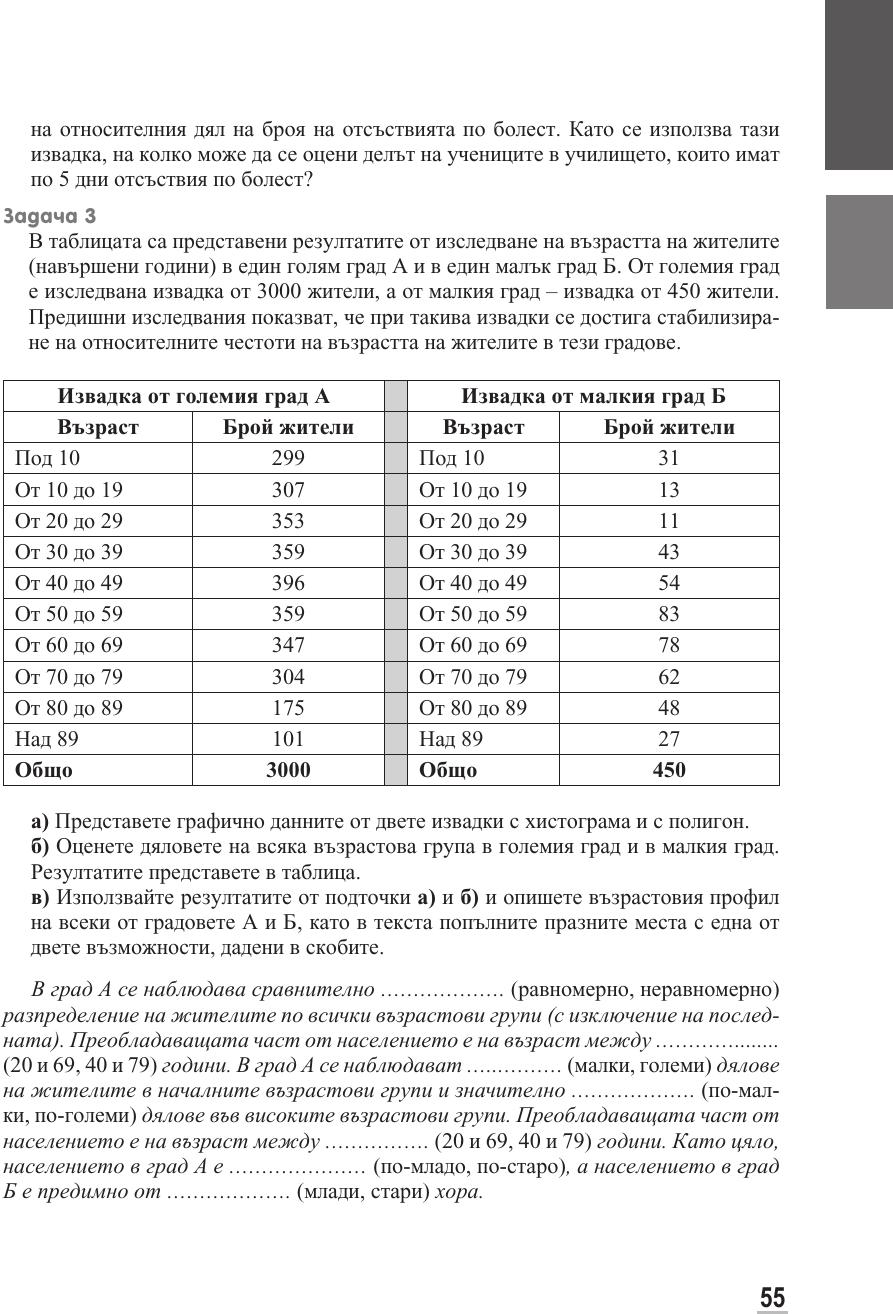 на относителния дял на броя на отсъствията по болест. Като се използва тази
извадка, на колко може да се оцени делът на учениците в училището, които имат
по 5 дни отсъствия по болест?
Задача 3
В таблицата са представени резултатите от изследване на възрастта на жителите
(навършени години) в един голям град А и в един малък град Б. От големия град
е изследвана извадка от 3000 жители, а от малкия град – извадка от 450 жители.
Предишни изследвания показват, че при такива извадки се достига стабилизира-
не на относителните честоти на възрастта на жителите в тези градове.
Извадка от големия град А Извадка от малкия град Б
Възраст Брой жители Възраст Брой жители
Под 10 299 Под 10 31
От 10 до 19 307 От 10 до 19 13
От 20 до 29 353 От 20 до 29 11
От 30 до 39 359 От 30 до 39 43
От 40 до 49 396 От 40 до 49 54
От 50 до 59 359 От 50 до 59 83
От 60 до 69 347 От 60 до 69 78
От 70 до 79 304 От 70 до 79 62
От 80 до 89 175 От 80 до 89 48
Над 89 101 Над 89 27
Общо 3000 Общо 450
а) Представете графично данните от двете извадки с хистограма и с полигон.
б) Оценете дяловете на всяка възрастова група в големия град и в малкия град.
Резултатите представете в таблица.
в) Използвайте резултатите от подточки а) и б) и опишете възрастовия профил
на всеки от градовете А и Б, като в текста попълните празните места с една от
двете възможности, дадени в скобите.
В град А се наблюдава сравнително ………………. (равномерно, неравномерно)
разпределение на жителите по всички възрастови групи (с изключение на послед-
ната). Преобладаващата част от населението е на възраст между …………........
(20 и 69, 40 и 79) години. В град А се наблюдават ….………. (малки, големи) дялове
на жителите в началните възрастови групи и значително ………………. (по-мал-
ки, по-големи) дялове във високите възрастови групи. Преобладаващата част от
населението е на възраст между ……………. (20 и 69, 40 и 79) години. Като цяло,
населението в град А е ………………… (по-младо, по-старо), а населението в град
Б е предимно от ………………. (млади, стари) хора.
55